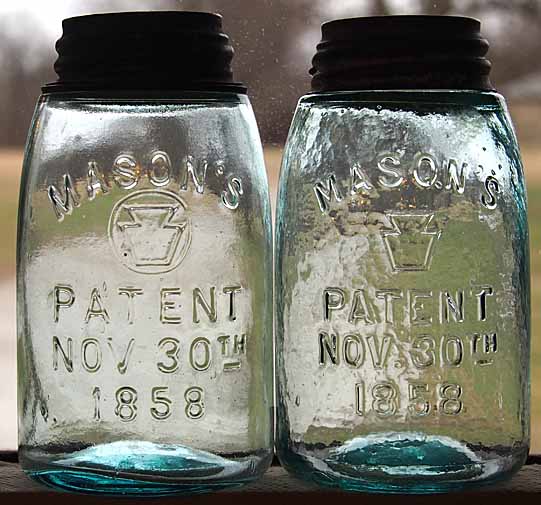 MASON'S
PATENT
NOV 30TH
1858
MASON'S
PATENT
NOV. 30TH
1858